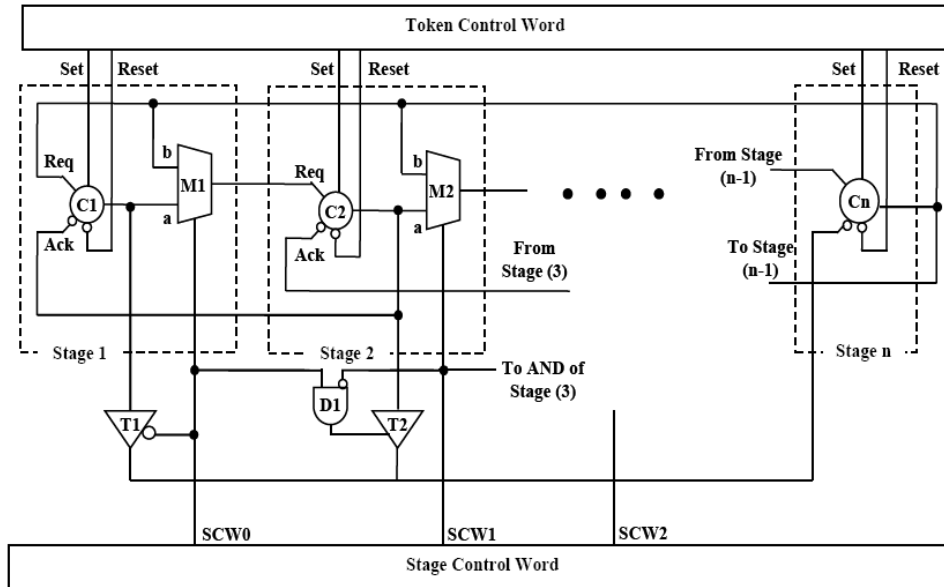 Token Control Word
Set Reset
Set Reset
Set Reset
Req
b
M1
C1
a
Ack
Stage 1
Req
b
M2
C2
a
Ack
Stage 2
From
Stage (3)
From Stage
(n-1)
Cn
To Stage
(n-1)
Stage n
To AND of
Stage (3)
D1
T1
T2
SCW0
SCW1
SCW2
Stage Control Word